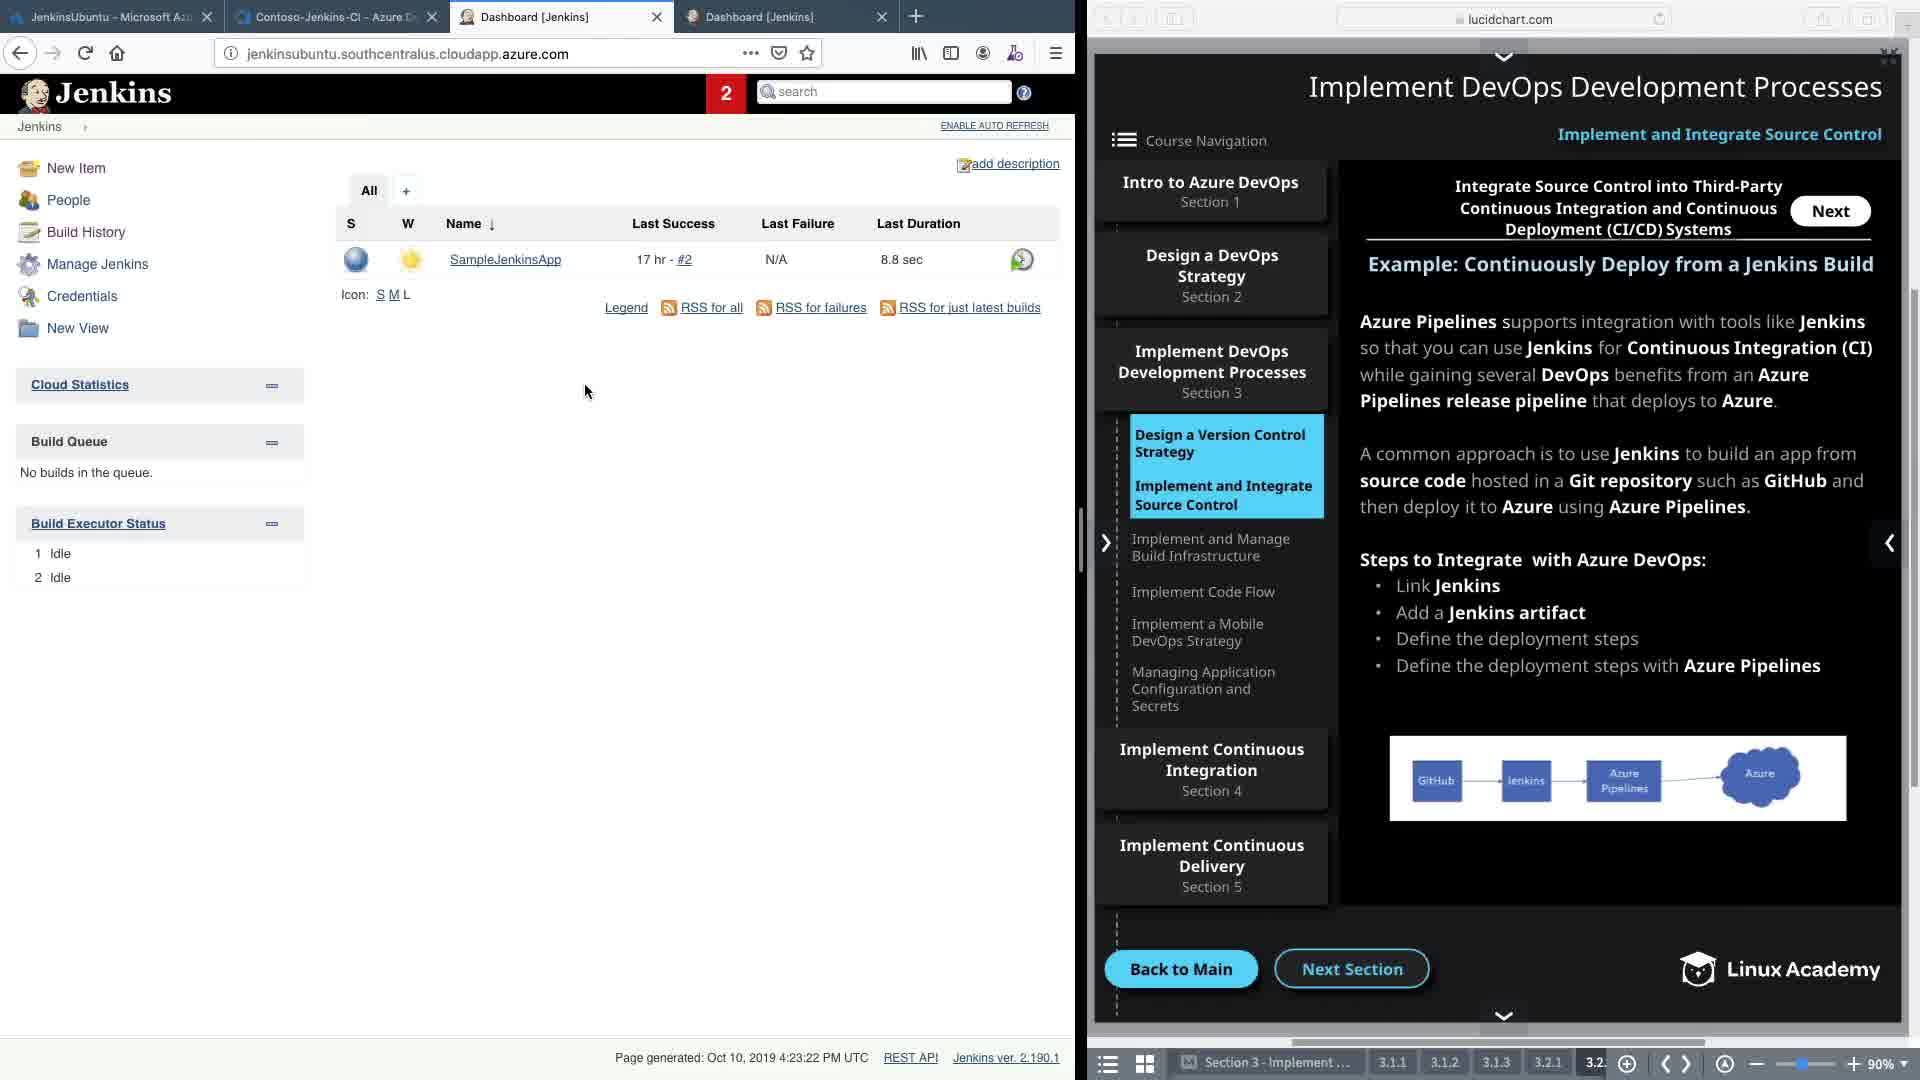 JenkinsUbuntu - Microsoft Azu
Contoso-Jenkins-CI - Azure D
Dashboard [Jenkins]
Dashboard [Jenkins]
jenkinsubuntu.southcentralus.cloudapp.azure.com
Jenkins
2
search
Jenkins
ENABLE AUTO REFRESH
New Item
People
Build History
Manage Jenkins
Credentials
New View
add description
All +
S W Name ↓ Last Success Last Failure Last Duration
SampleJenkinsApp 17 hr - #2 N/A 8.8 sec
Icon: S M L
Legend RSS for all RSS for failures RSS for just latest builds
Cloud Statistics
Build Queue
No builds in the queue.
Build Executor Status
1 Idle
2 Idle
Page generated: Oct 10, 2019 4:23:22 PM UTC REST API Jenkins ver. 2.190.1
lucidchart.com
Implement DevOps Development Processes
Course Navigation
Implement and Integrate Source Control
Intro to Azure DevOps
Section 1
Design a DevOps
Strategy
Section 2
Implement DevOps
Development Processes
Section 3
Design a Version Control
Strategy
Implement and Integrate
Source Control
Implement and Manage
Build Infrastructure
Implement Code Flow
Implement a Mobile
DevOps Strategy
Managing Application
Configuration and
Secrets
Implement Continuous
Integration
Section 4
Implement Continuous
Delivery
Section 5
Integrate Source Control into Third-Party
Continuous Integration and Continuous
Deployment (CI/CD) Systems
Next
Example: Continuously Deploy from a Jenkins Build
Azure Pipelines supports integration with tools like Jenkins
so that you can use Jenkins for Continuous Integration (CI)
while gaining several DevOps benefits from an Azure
Pipelines release pipeline that deploys to Azure.
A common approach is to use Jenkins to build an app from
source code hosted in a Git repository such as GitHub and
then deploy it to Azure using Azure Pipelines.
Steps to Integrate with Azure DevOps:
• Link Jenkins
• Add a Jenkins artifact
• Define the deployment steps
• Define the deployment steps with Azure Pipelines
GitHub
Jenkins
Azure
Pipelines
Azure
Back to Main
Next Section
Linux Academy
Section 3 - Implement ...
3.1.1
3.1.2
3.1.3
3.2.1
3.2.
90%